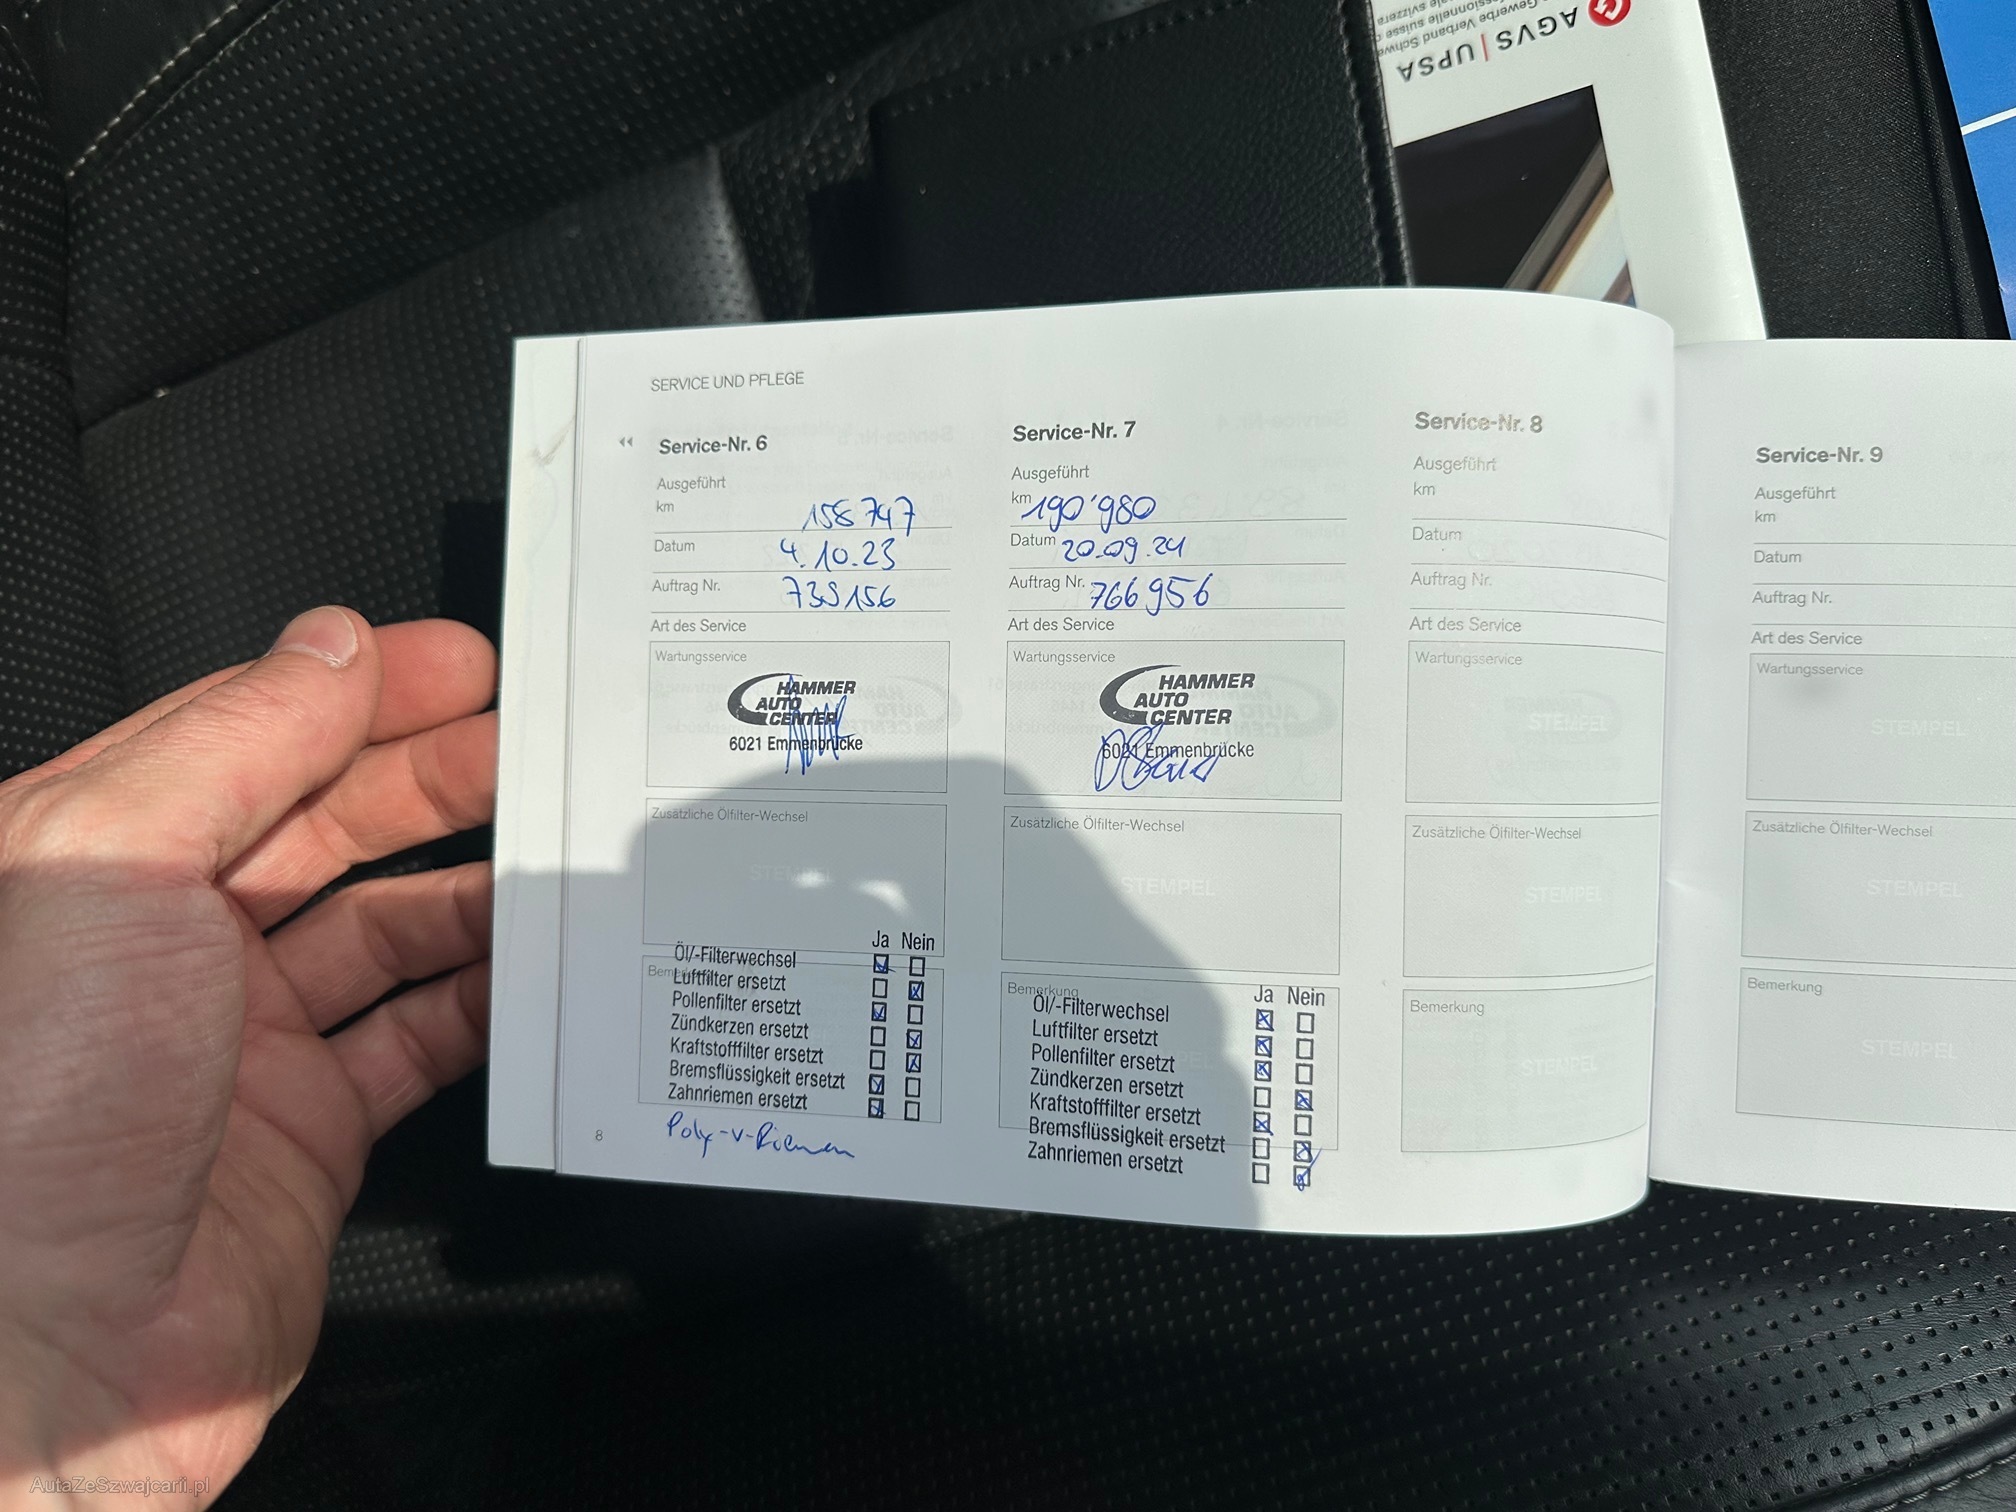 AGVS | UPSA
SERVICE UND PFLEGE
Service-Nr. 6
Ausgeführt
km 158747
Datum 4.10.23
Auftrag Nr. 739156
Art des Service
Wartungsservice
HAMMER
AUTO
CENTER
6021 Emmenbrücke
Zusätzliche Ölfilter-Wechsel
STEMPEL
Bemerkung
Ja Nein
Öl/-Filterwechsel
Luftfilter ersetzt
Pollenfilter ersetzt
Zündkerzen ersetzt
Kraftstofffilter ersetzt
Bremsflüssigkeit ersetzt
Zahnriemen ersetzt
Poly-V-Riemen
8
Service-Nr. 7
Ausgeführt
km 190'980
Datum 20.09.24
Auftrag Nr. 766956
Art des Service
Wartungsservice
HAMMER
AUTO
CENTER
6021 Emmenbrücke
Zusätzliche Ölfilter-Wechsel
STEMPEL
Bemerkung
Ja Nein
Öl/-Filterwechsel
Luftfilter ersetzt
Pollenfilter ersetzt
Zündkerzen ersetzt
Kraftstofffilter ersetzt
Bremsflüssigkeit ersetzt
Zahnriemen ersetzt
Service-Nr. 8
Ausgeführt
km
Datum
Auftrag Nr.
Art des Service
Wartungsservice
STEMPEL
Zusätzliche Ölfilter-Wechsel
STEMPEL
Bemerkung
STEMPEL
Service-Nr. 9
Ausgeführt
km
Datum
Auftrag Nr.
Art des Service
Wartungsservice
STEMPEL
Zusätzliche Ölfilter-Wechsel
STEMPEL
Bemerkung
STEMPEL
AutaZeSzwajcarii.pl